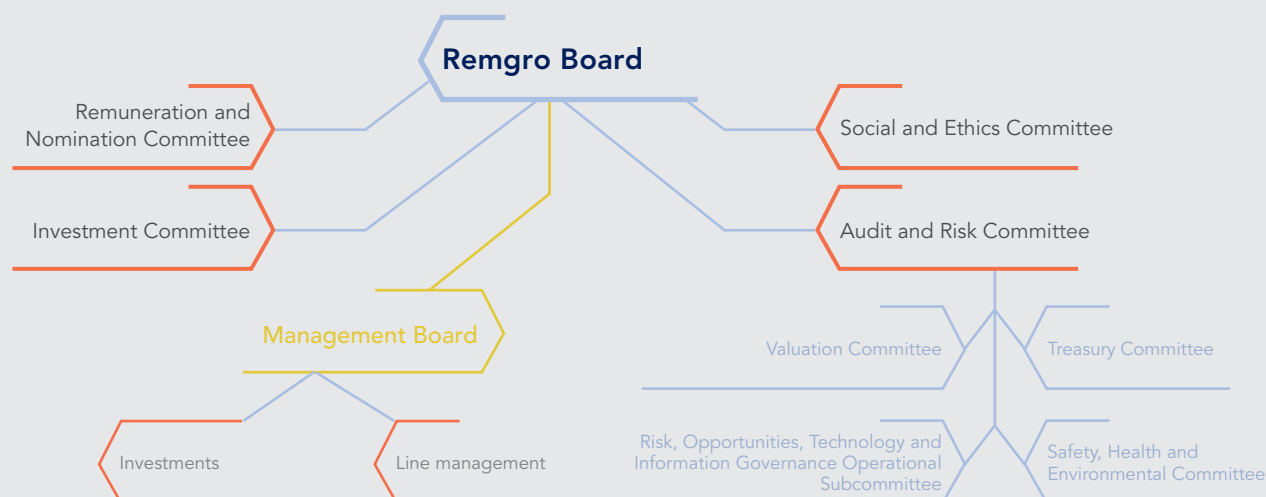 Remgro Board
Remuneration and
Nomination Committee
Social and Ethics Committee
Investment Committee
Audit and Risk Committee
Management Board
Valuation Committee
Treasury Committee
Investments
Line management
Risk, Opportunities, Technology and
Information Governance Operational
Subcommittee
Safety, Health and
Environmental Committee